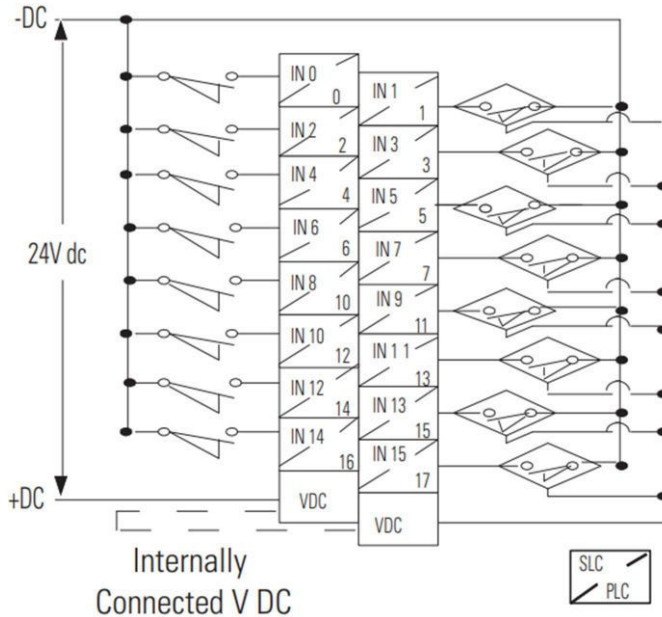 -DC
IN 0
0
IN 1
1
IN 2
2
IN 3
3
IN 4
4
IN 5
5
IN 6
6
IN 7
7
24V dc
IN 8
10
IN 9
11
IN 10
12
IN 1 1
13
IN 12
14
IN 13
15
IN 14
16
IN 15
17
+DC
VDC
VDC
Internally
Connected V DC
SLC
PLC